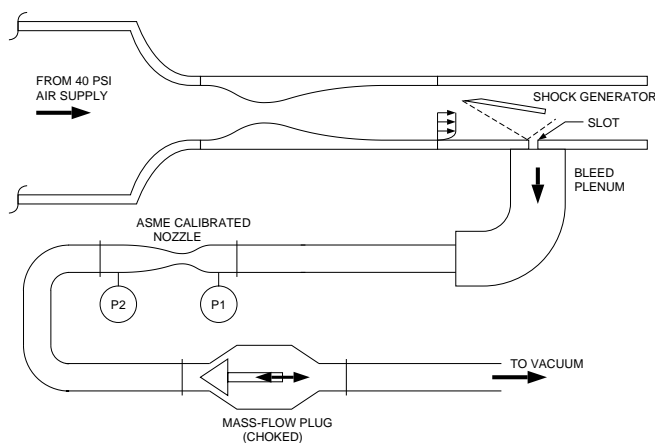 FROM 40 PSI
AIR SUPPLY
SHOCK GENERATOR
SLOT
BLEED
PLENUM
ASME CALIBRATED
NOZZLE
P2
P1
TO VACUUM
MASS-FLOW PLUG
(CHOKED)